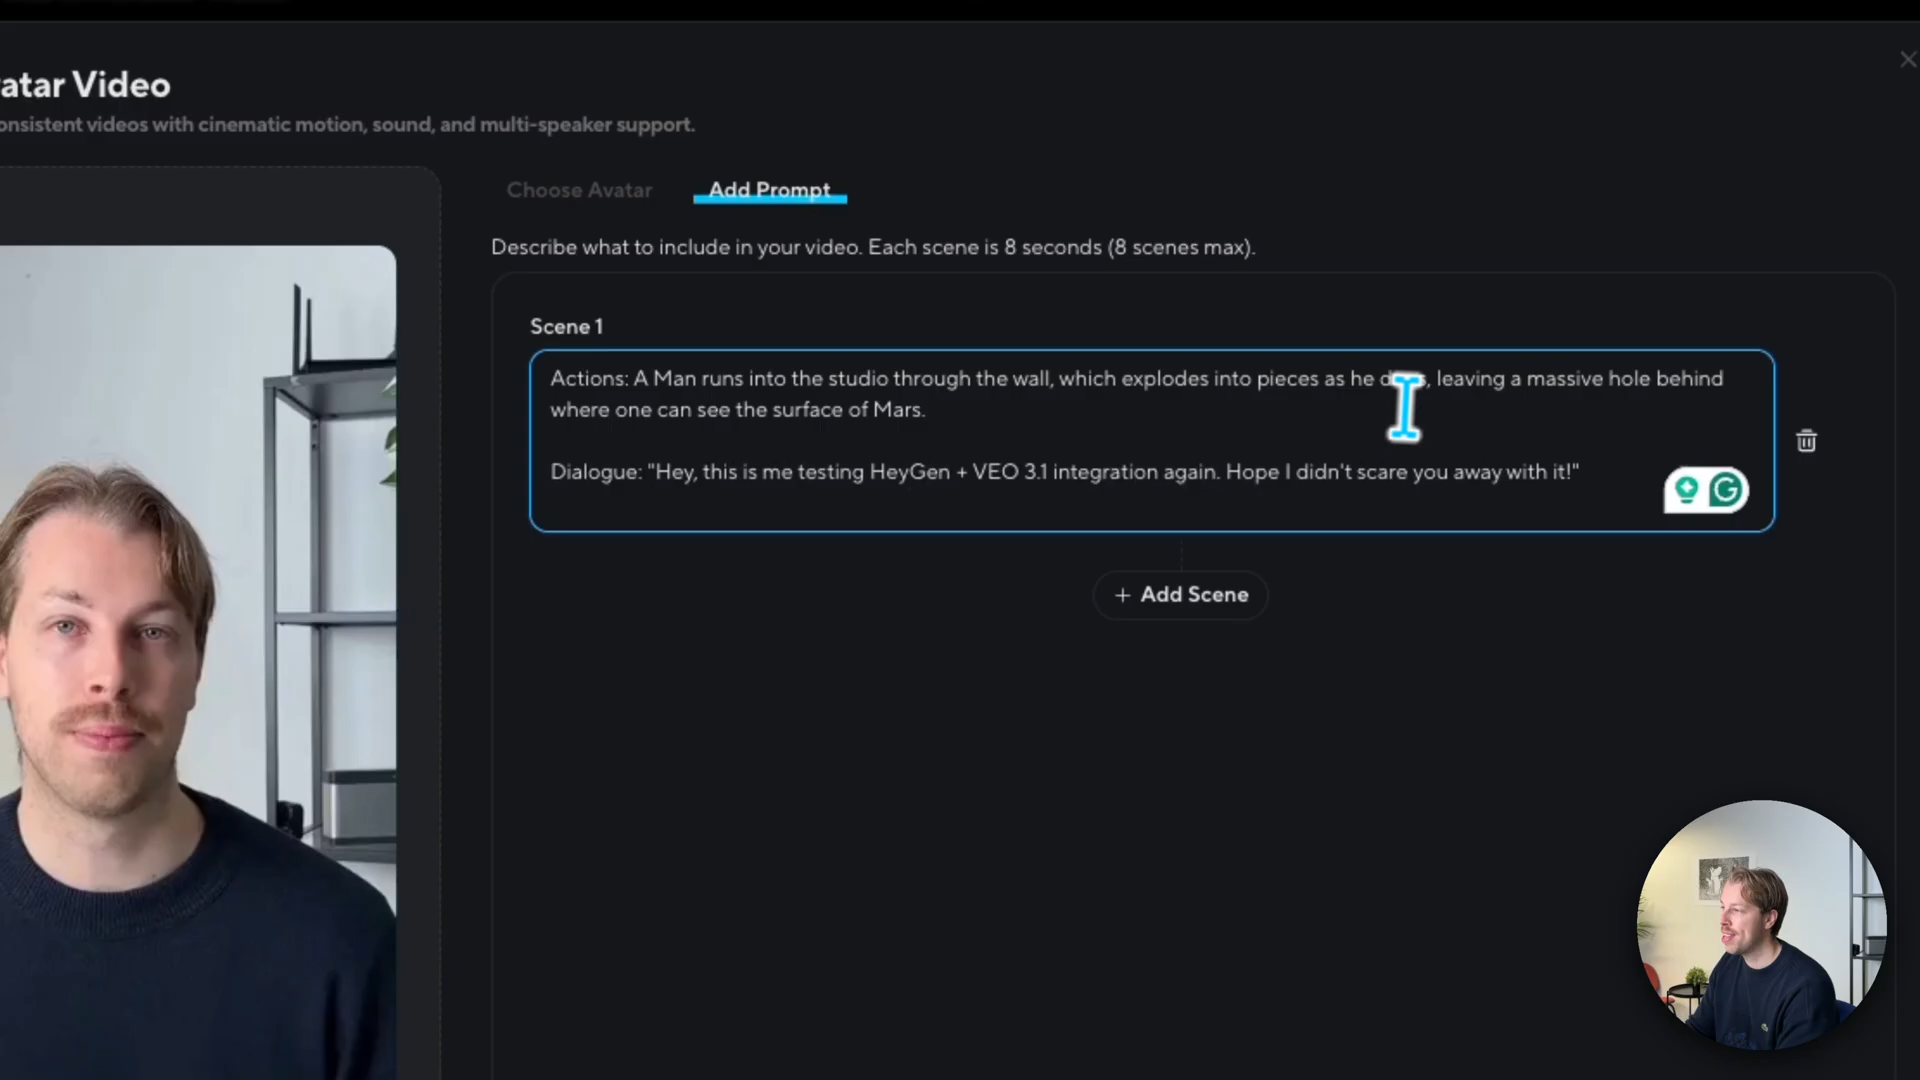 atar Video
onsistent videos with cinematic motion, sound, and multi-speaker support.
Choose Avatar
Add Prompt
Describe what to include in your video. Each scene is 8 seconds (8 scenes max).
Scene 1
Actions: A Man runs into the studio through the wall, which explodes into pieces as he , leaving a massive hole behind
where one can see the surface of Mars.
Dialogue: "Hey, this is me testing HeyGen + VEO 3.1 integration again. Hope I didn't scare you away with it!"
+ Add Scene